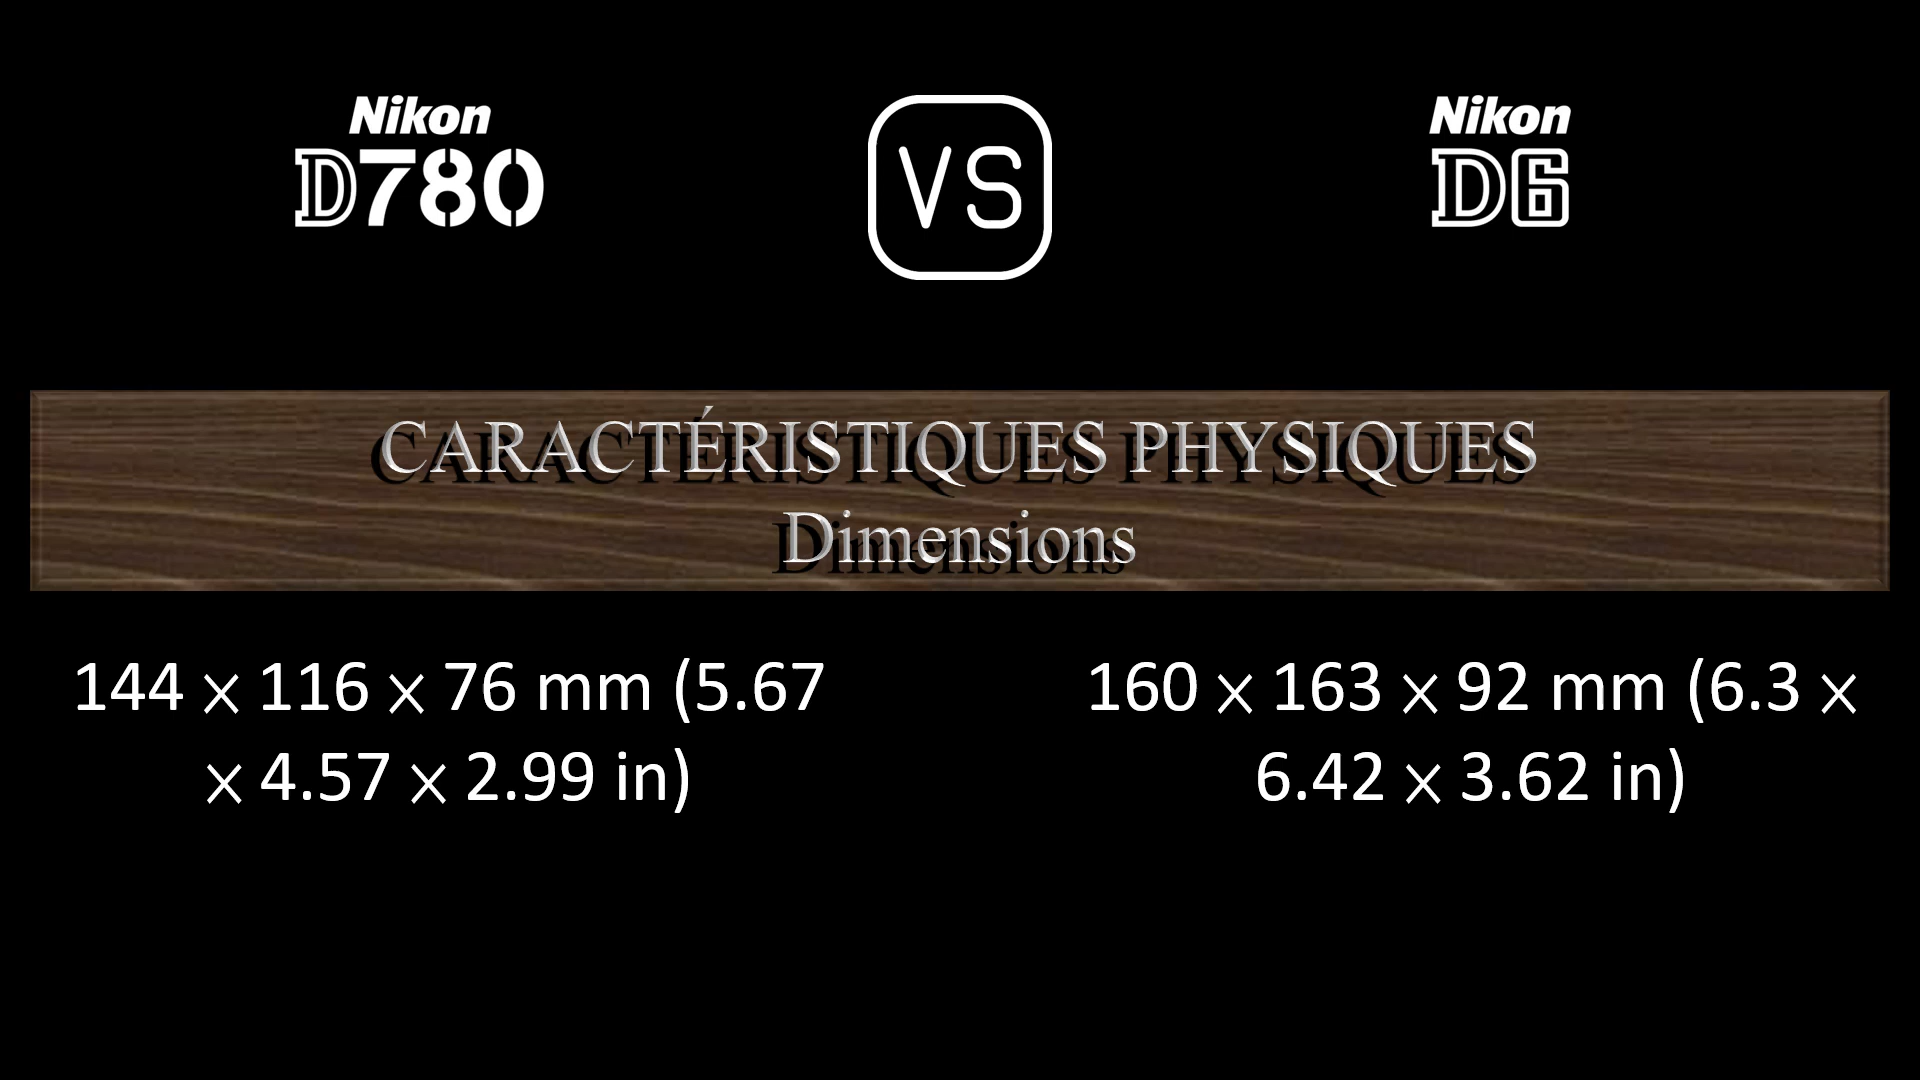 Nikon
D780
VS
Nikon
D6
CARACTÉRISTIQUES PHYSIQUES
Dimensions
144 x 116 x 76 mm (5.67
x 4.57 x 2.99 in)
160 x 163 x 92 mm (6.3 x
6.42 x 3.62 in)